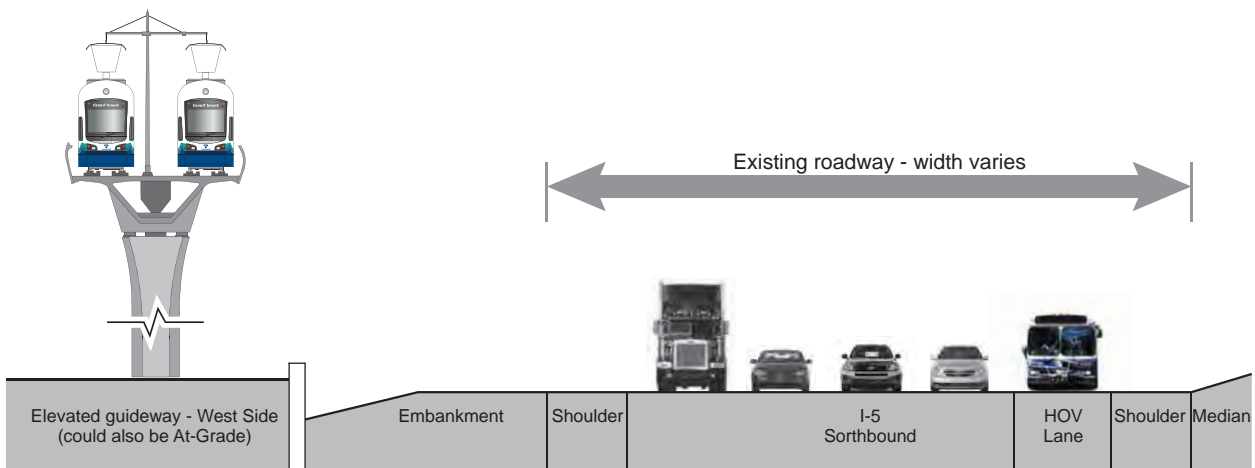 Existing roadway - width varies
Elevated guideway - West Side
(could also be At-Grade)
Embankment
Shoulder
I-5
Sorthbound
HOV
Lane
Shoulder
Median